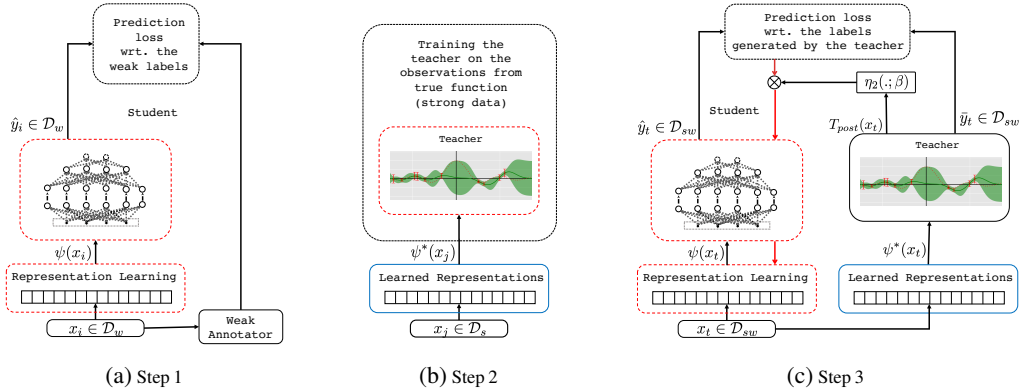 Prediction
loss
wrt. the
weak labels
Student
ŷ_i ∈ D_w
ψ(x_i)
Representation Learning
x_i ∈ D_w
Weak
Annotator
(a) Step 1
Training the
teacher on the
observations from
true function
(strong data)
Teacher
ψ*(x_j)
Learned Representations
x_j ∈ D_s
(b) Step 2
Prediction loss
wrt. the labels
generated by the teacher
⊗
η₂(.; β)
Student
ŷ_t ∈ D_sw
T_post(x_t)
ȳ_t ∈ D_sw
Teacher
ψ(x_t)
ψ*(x_t)
Representation Learning
Learned Representations
x_t ∈ D_sw
(c) Step 3